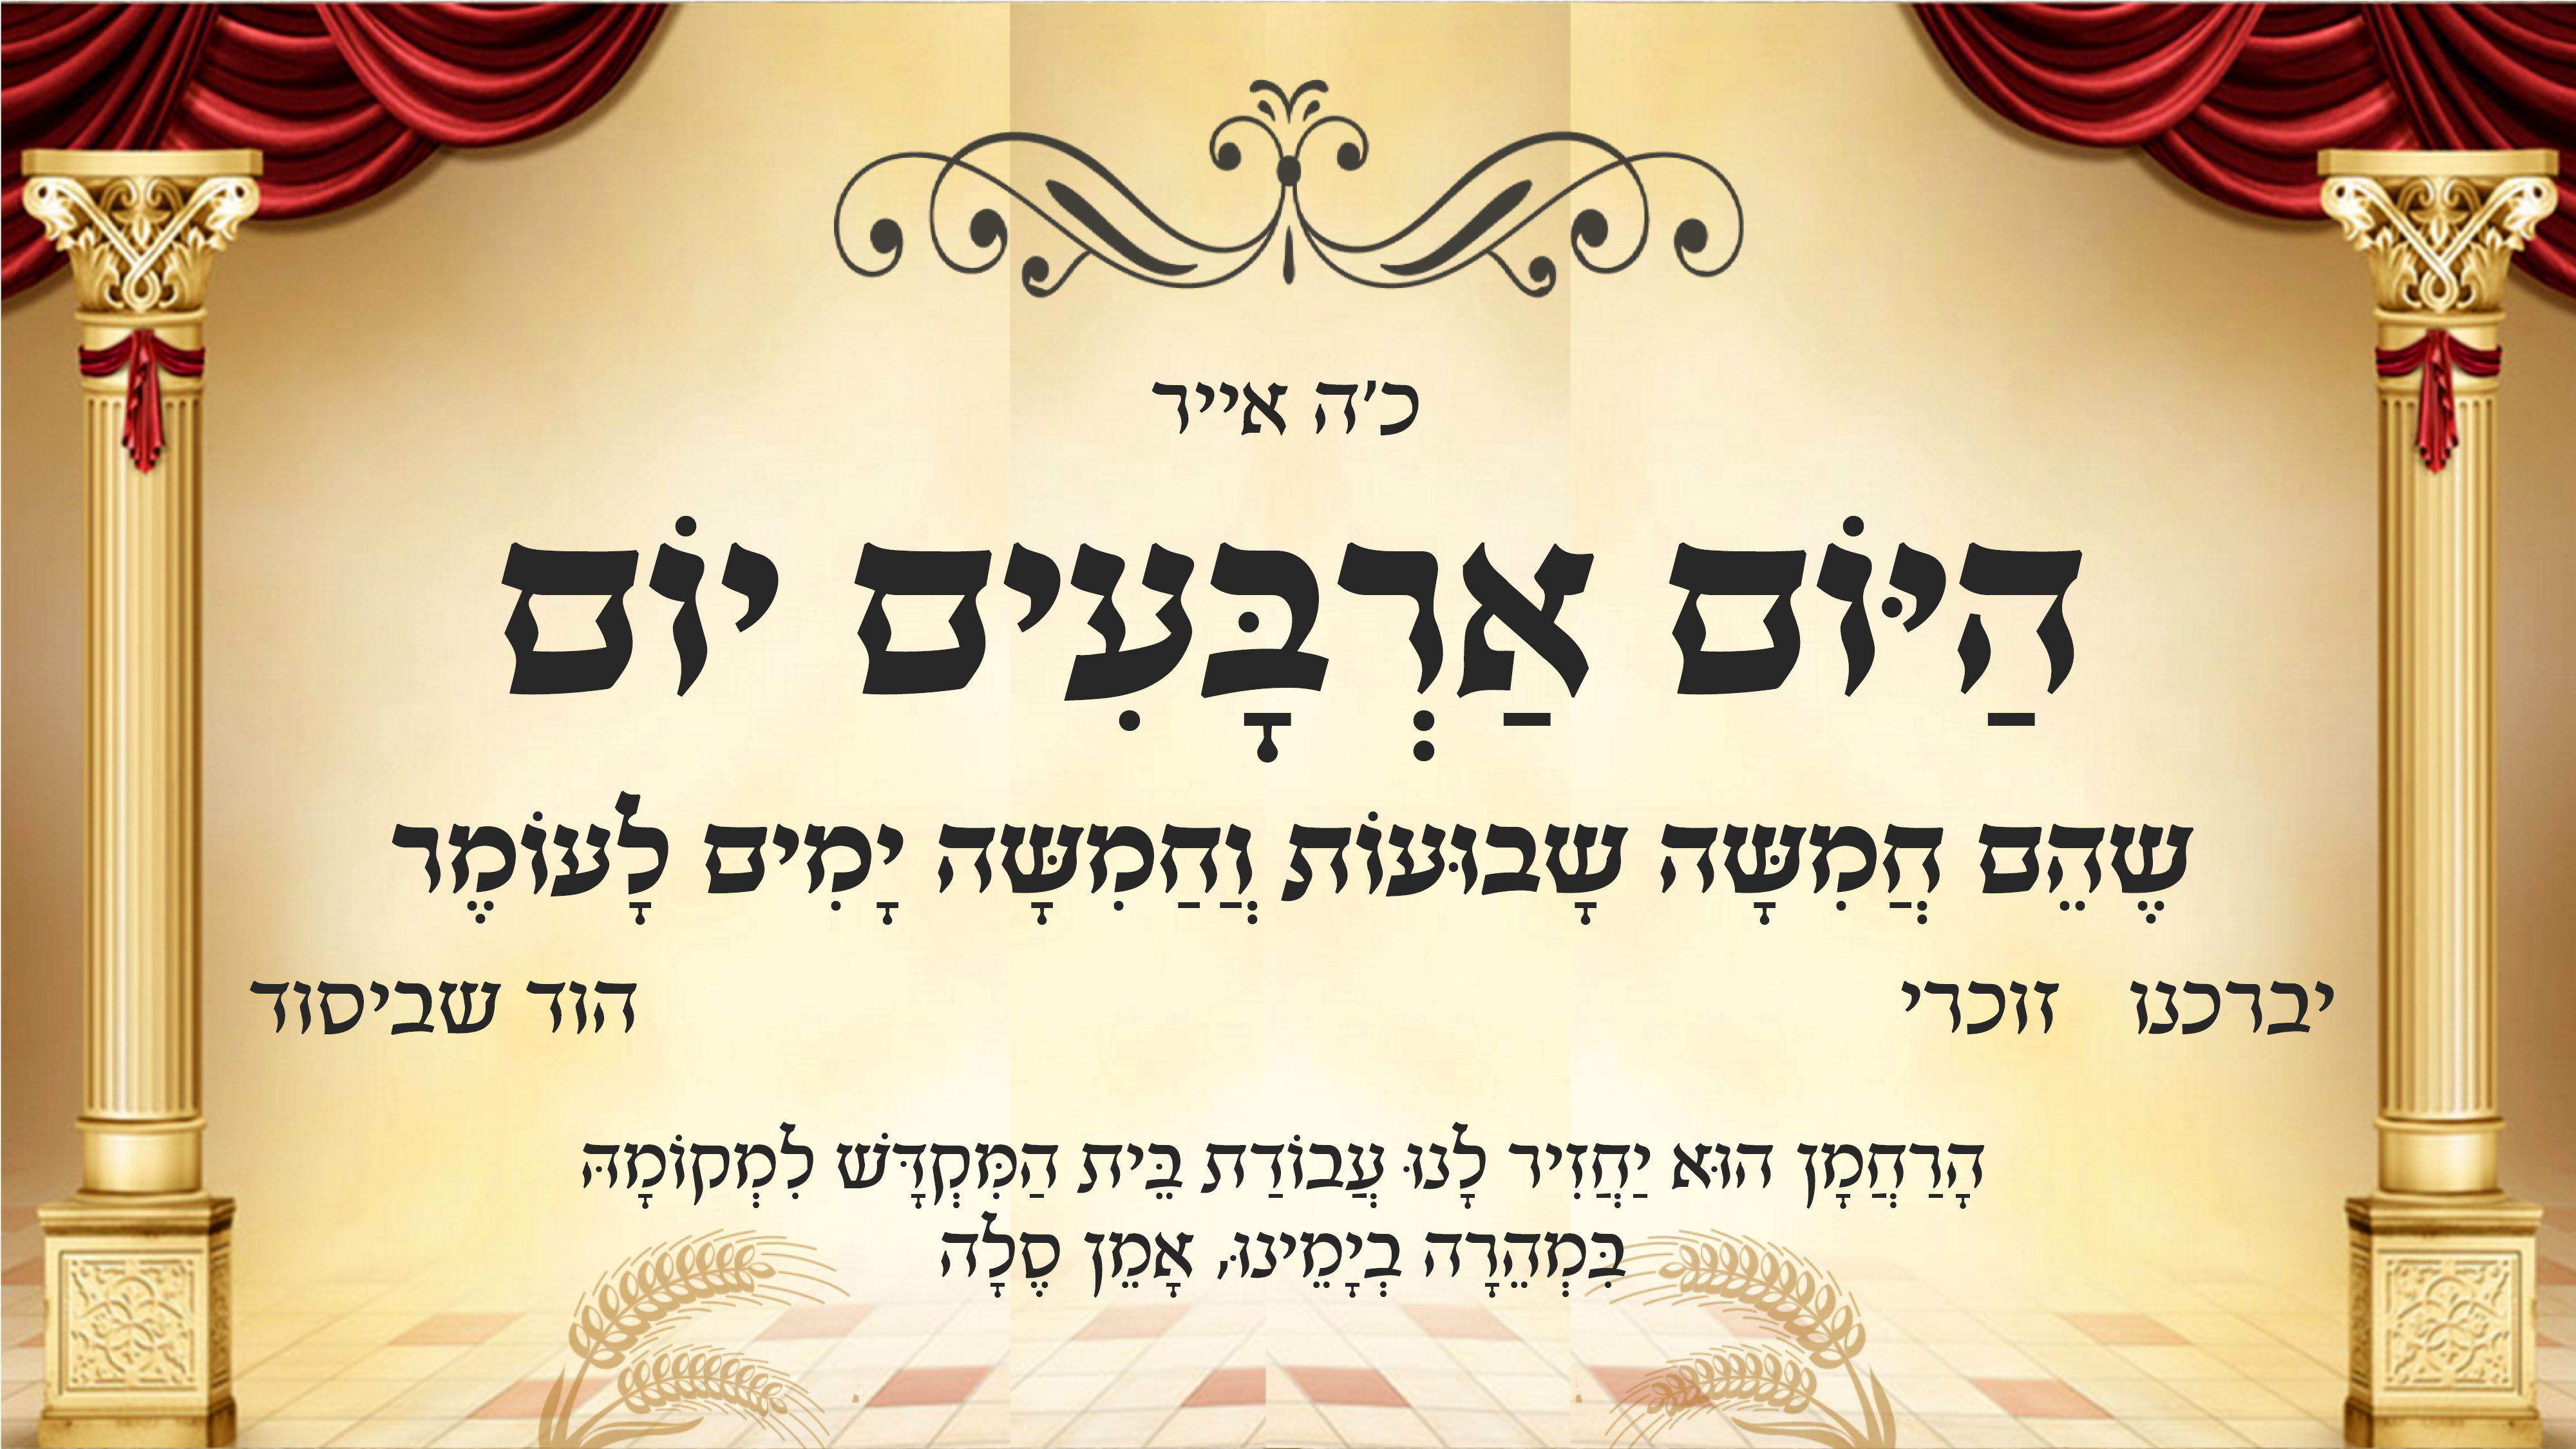 כ'ה אייר
הַיּוֹם אַרְבָּעִים יוֹם
שֶׁהֵם חֲמִשָּׁה שָׁבוּעוֹת וַחֲמִשָּׁה יָמִים לָעוֹמֶר
יברכנו זוכרי הוד שביסוד
הָרַחֲמָן הוּא יַחֲזִיר לָנוּ עֲבוֹדַת בֵּית הַמִּקְדָּשׁ לִמְקוֹמָהּ
בִּמְהֵרָה בְיָמֵינוּ, אָמֵן סֶלָה